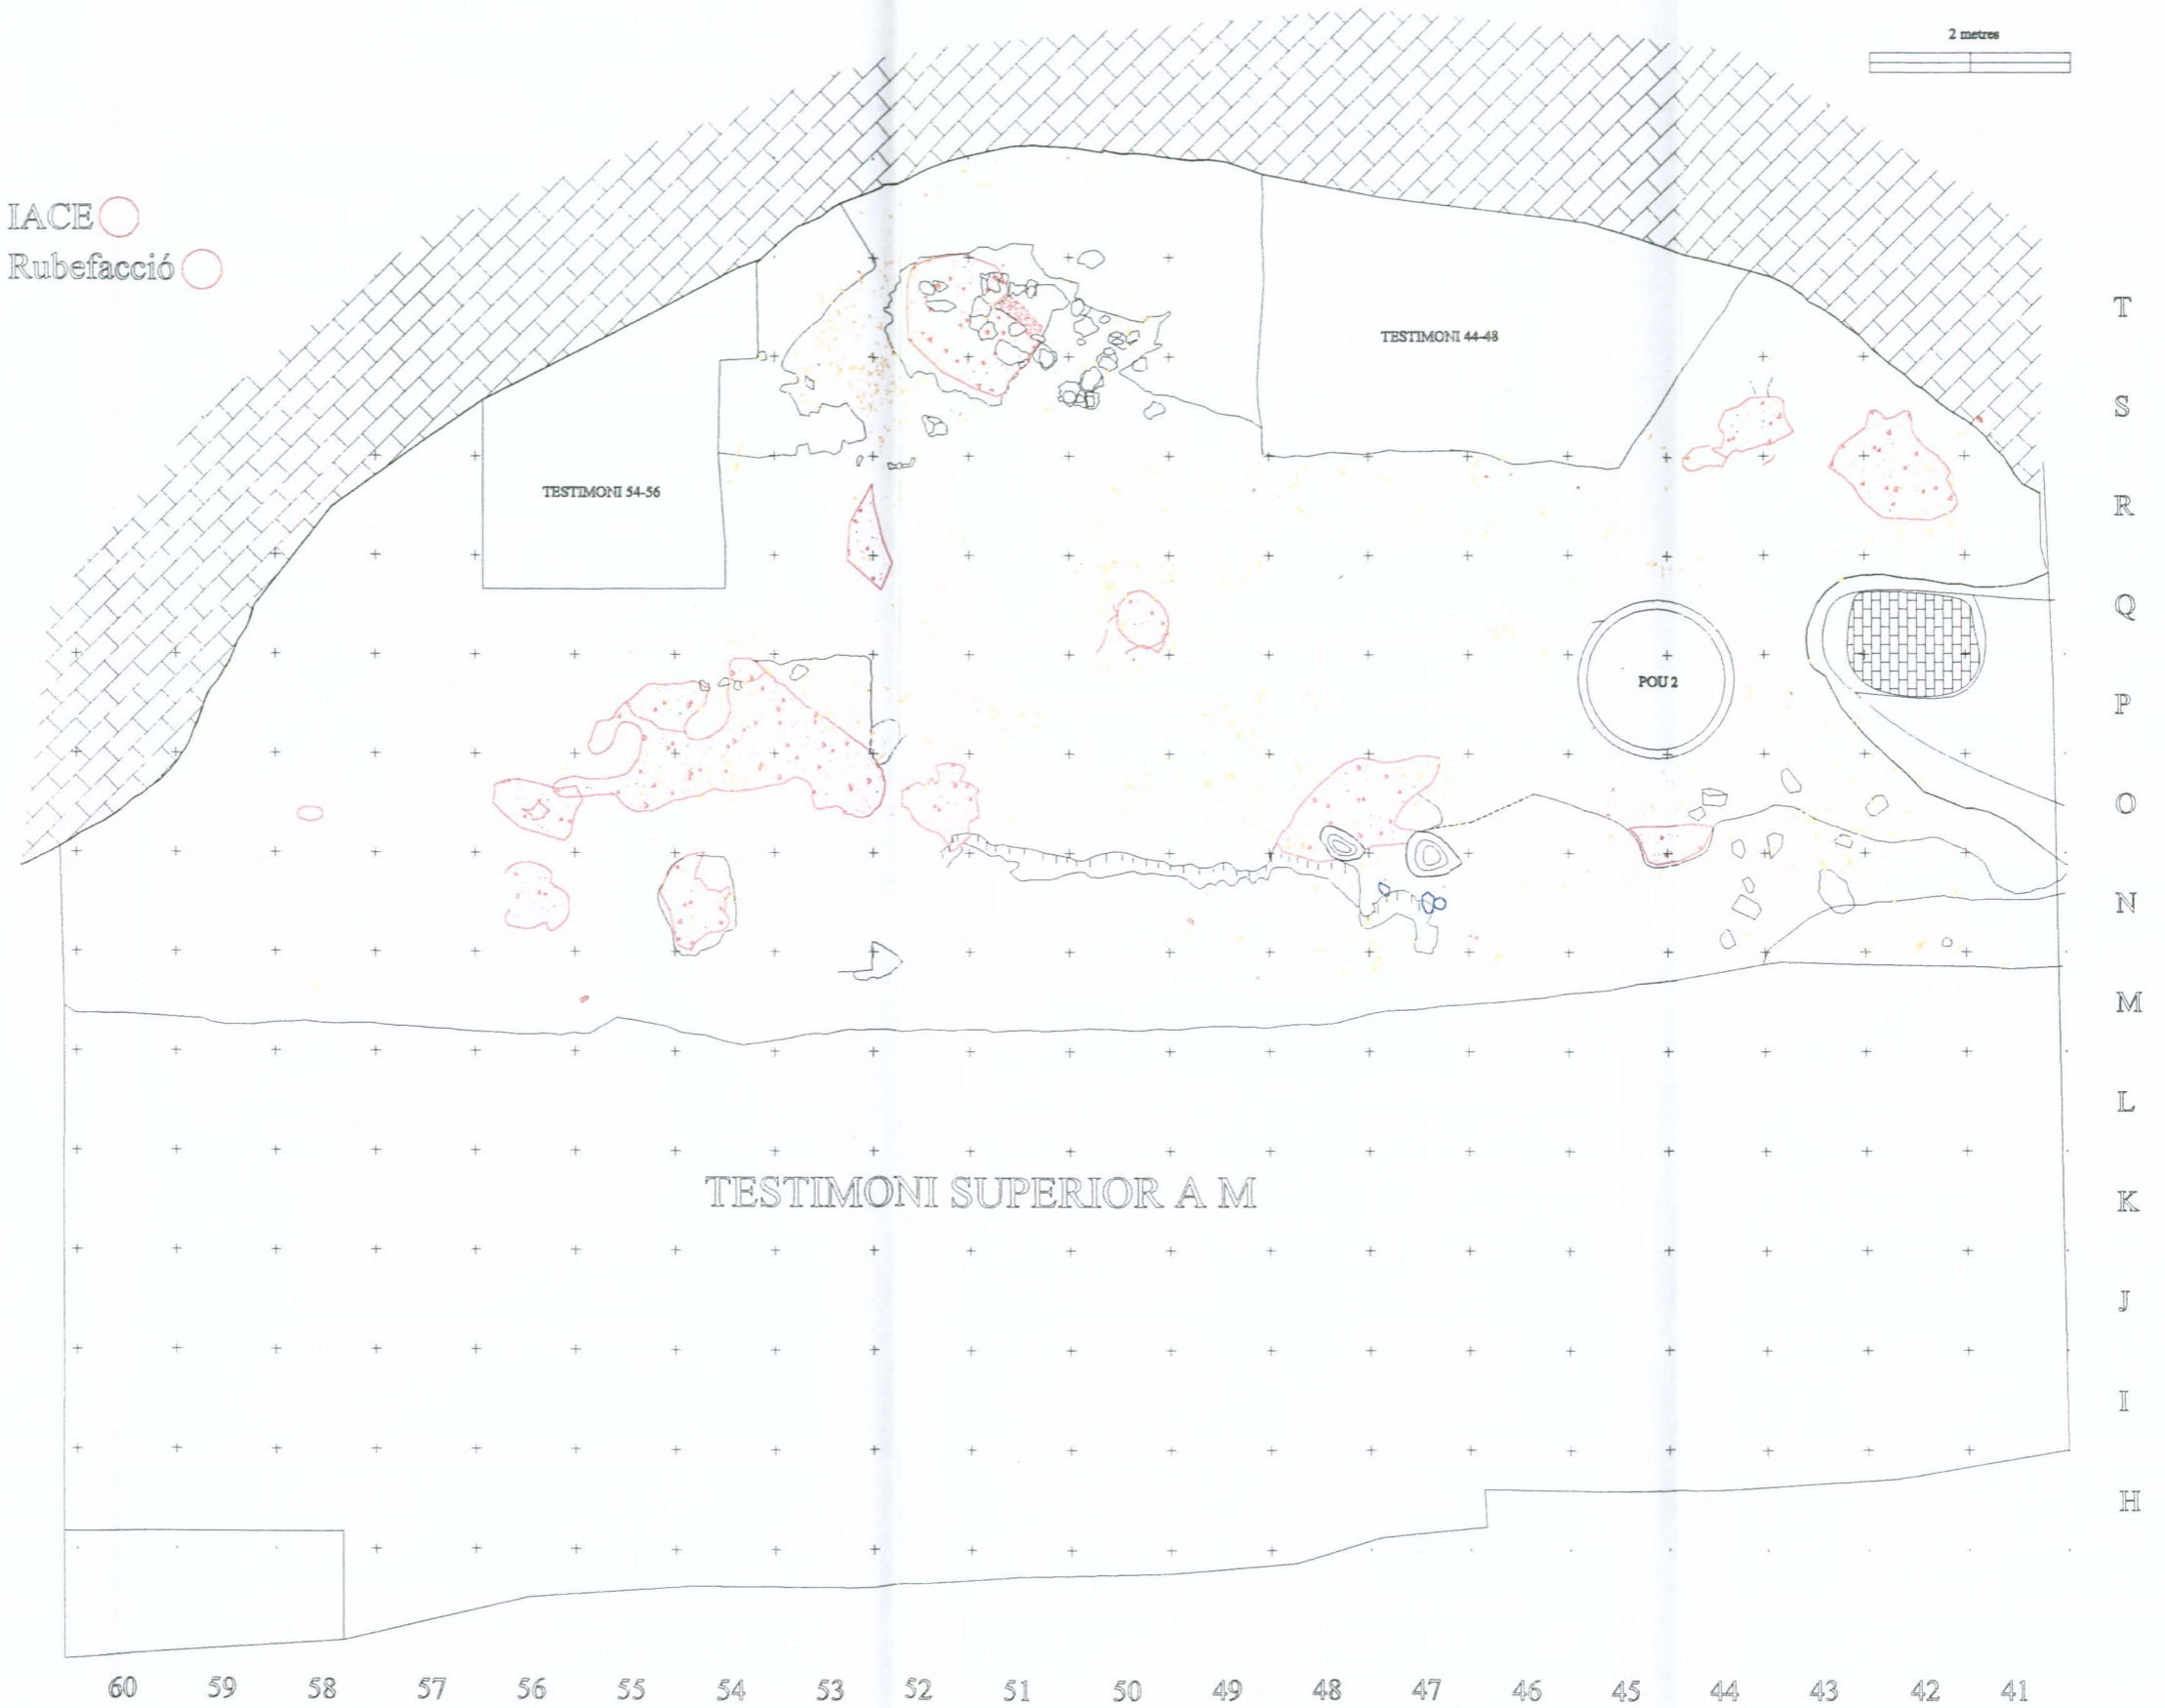 2 metres
IACE
Rubefacció
T
TESTIMONI 44-48
S
TESTIMONI 54-56
R
Q
POU 2
P
O
N
M
L
TESTIMONI SUPERIOR A M
K
J
I
H
60 59 58 57 56 55 54 53 52 51 50 49 48 47 46 45 44 43 42 41